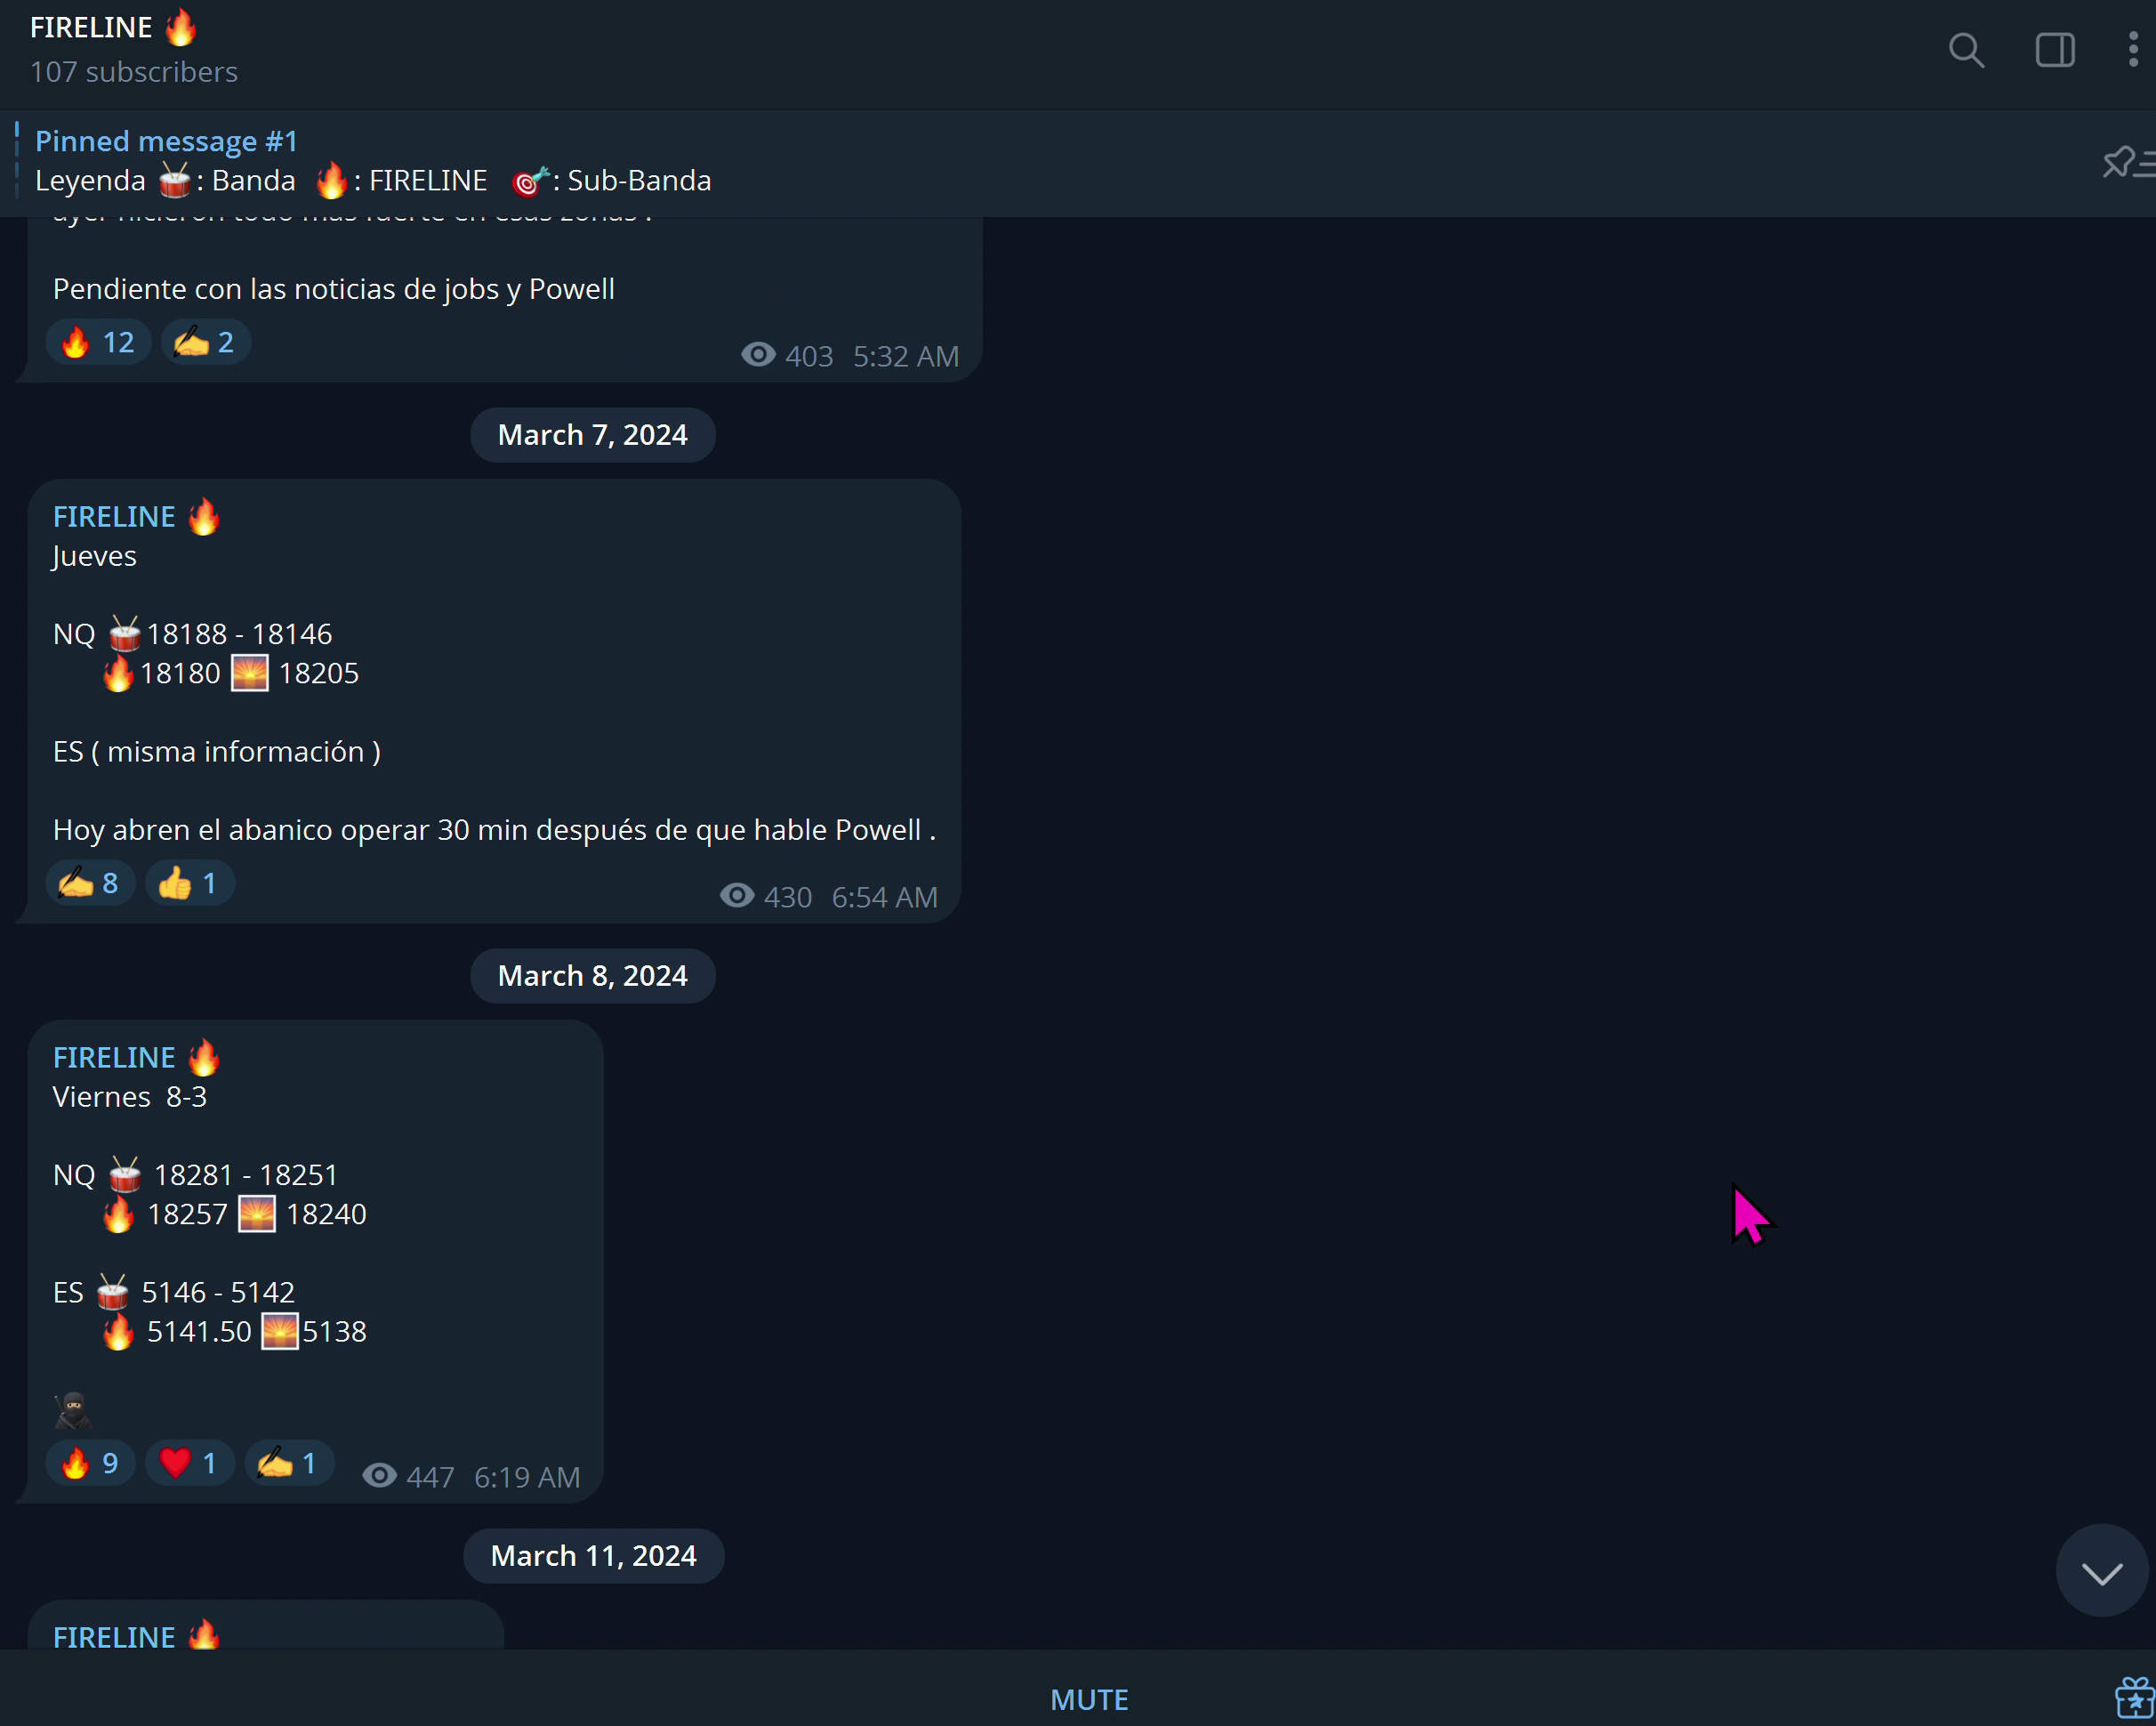 FIRELINE 🔥
107 subscribers
Pinned message #1
Leyenda 🥁: Banda 🔥: FIRELINE 🎯: Sub-Banda
Pendiente con las noticias de jobs y Powell
🔥 12 ✍️ 2 403 5:32 AM
March 7, 2024
FIRELINE 🔥
Jueves
NQ 🥁18188 - 18146
🔥18180 🌅 18205
ES ( misma información )
Hoy abren el abanico operar 30 min después de que hable Powell .
✍️ 8 👍 1 430 6:54 AM
March 8, 2024
FIRELINE 🔥
Viernes 8-3
NQ 🥁 18281 - 18251
🔥 18257 🌅 18240
ES 🥁 5146 - 5142
🔥 5141.50 🌅5138
🥷
🔥 9 ❤️ 1 ✍️ 1 447 6:19 AM
March 11, 2024
FIRELINE 🔥
MUTE